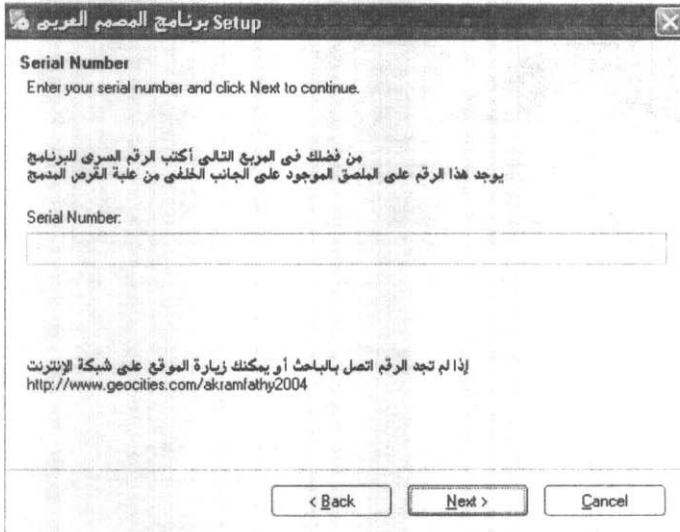 Setup برنامج المصمم العربى
Serial Number
Enter your serial number and click Next to continue.
من فضلك فى المربع التالى أكتب الرقم السرى للبرنامج
يوجد هذا الرقم على الملصق الموجود على الجانب الخلفى من علبة القرص المدمج
Serial Number:
إذا لم تجد الرقم اتصل بالباحث أو يمكنك زيارة الموقع على شبكة الإنترنت
http://www.geocities.com/akramfathy2004
< Back
Next >
Cancel